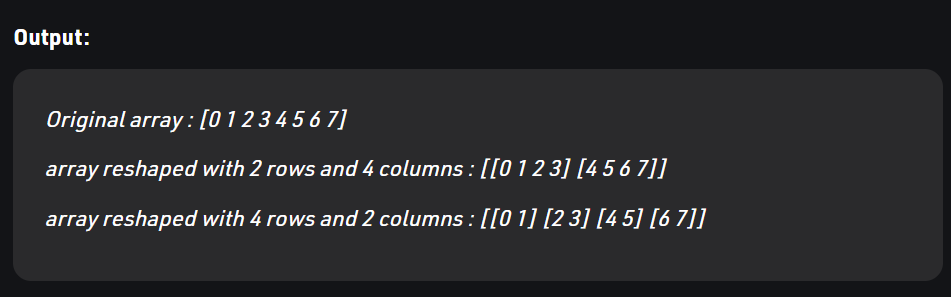 Output:
Original array : [0 1 2 3 4 5 6 7]
array reshaped with 2 rows and 4 columns : [[0 1 2 3] [4 5 6 7]]
array reshaped with 4 rows and 2 columns : [[0 1] [2 3] [4 5] [6 7]]